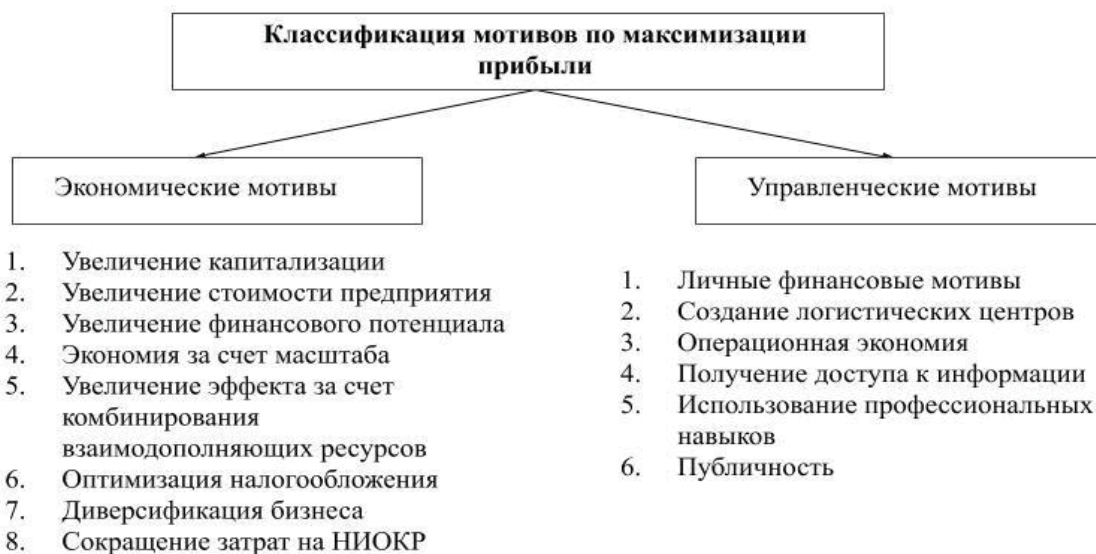 Классификация мотивов по максимизации
прибыли
Экономические мотивы
Управленческие мотивы
1. Увеличение капитализации
2. Увеличение стоимости предприятия
3. Увеличение финансового потенциала
4. Экономия за счет масштаба
5. Увеличение эффекта за счет
комбинирования
взаимодополняющих ресурсов
6. Оптимизация налогообложения
7. Диверсификация бизнеса
8. Сокращение затрат на НИОКР
1. Личные финансовые мотивы
2. Создание логистических центров
3. Операционная экономия
4. Получение доступа к информации
5. Использование профессиональных
навыков
6. Публичность